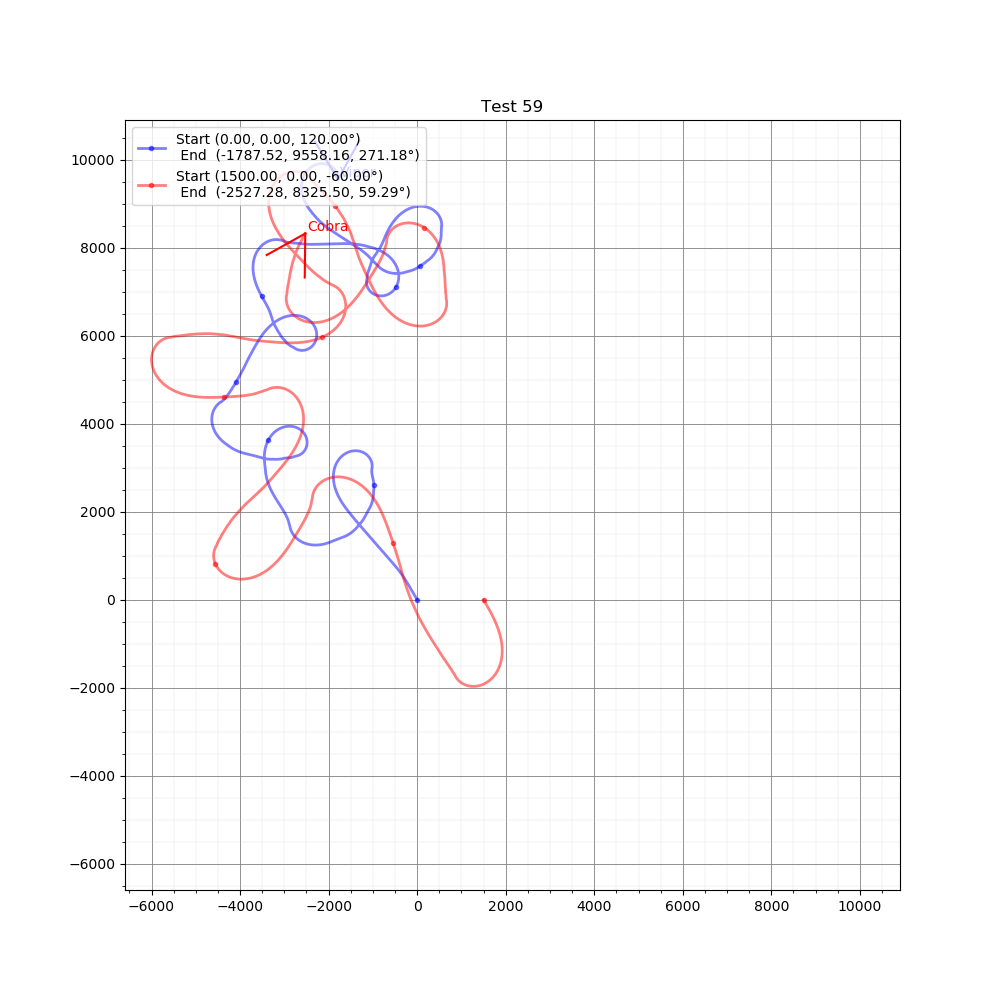 Test 59
Start (0.00, 0.00, 120.00°)
End (-1787.52, 9558.16, 271.18°)
Start (1500.00, 0.00, -60.00°)
End (-2527.28, 8325.50, 59.29°)
Cobra
10000
8000
6000
4000
2000
0
−2000
−4000
−6000
−6000 −4000 −2000 0 2000 4000 6000 8000 10000